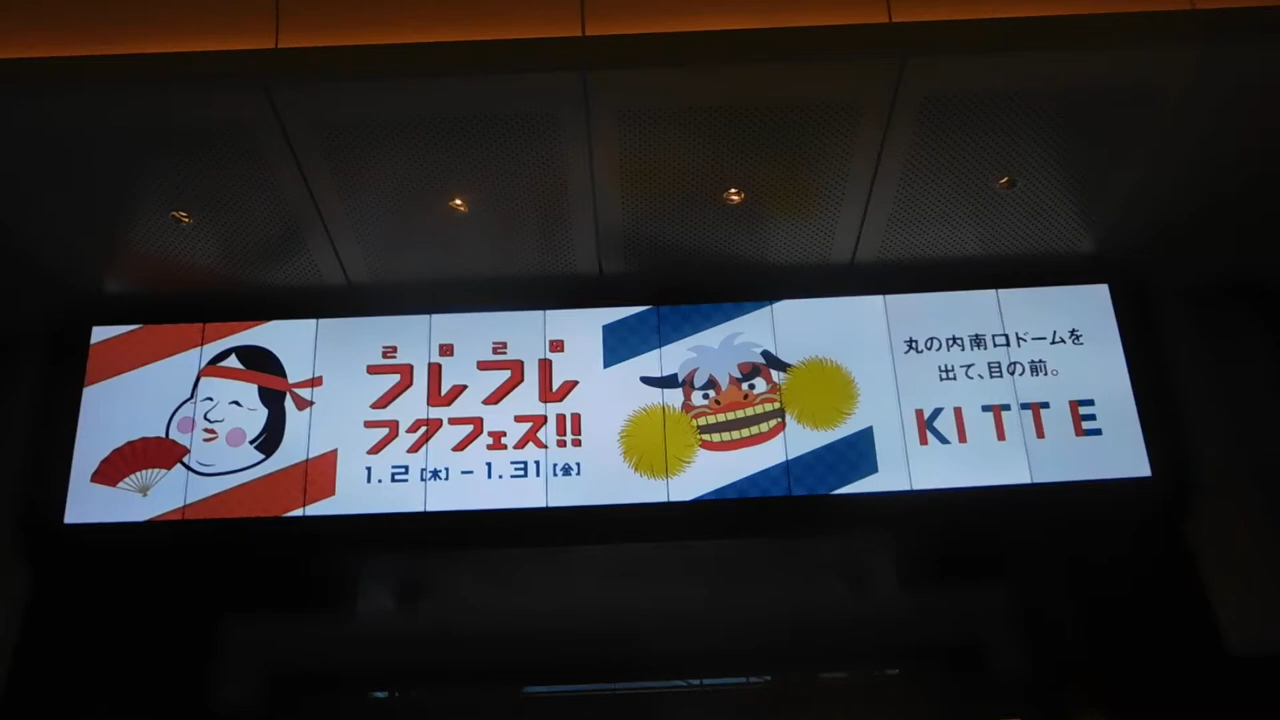 2020
フレフレ
フクフェス!!
1.2[木]-1.31[金]
丸の内南口ドームを
出て、目の前。
KITTE